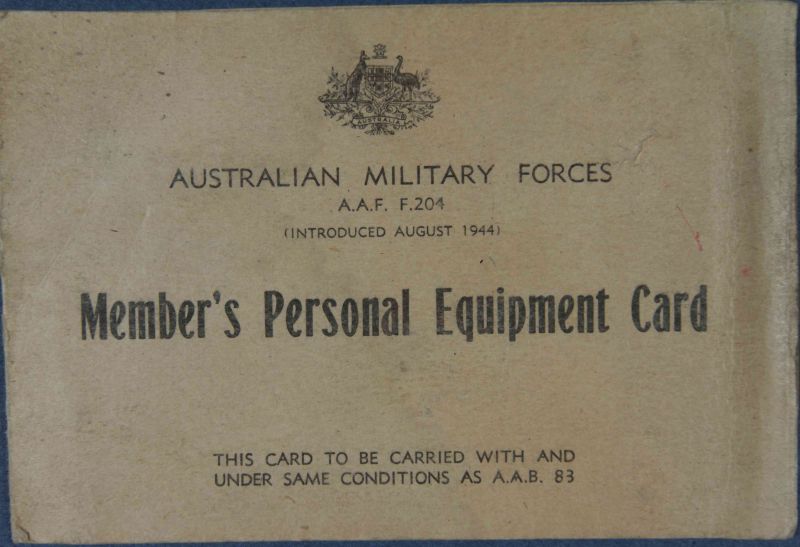 AUSTRALIA
AUSTRALIAN MILITARY FORCES
A.A.F. F.204
(INTRODUCED AUGUST 1944)
Member's Personal Equipment Card
THIS CARD TO BE CARRIED WITH AND
UNDER SAME CONDITIONS AS A.A.B. 83